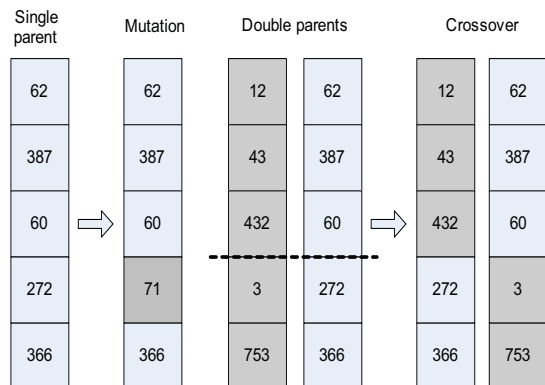 Single parent Mutation Double parents Crossover
62 62 12 62 12 62
387 387 43 387 43 387
60 60 432 60 432 60
272 71 3 272 272 3
366 366 753 366 366 753